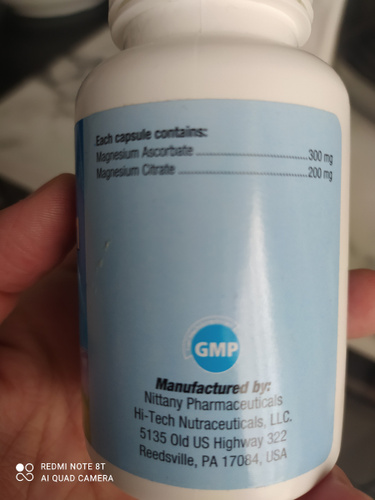 Each capsule contains:
Magnesium Ascorbate ........................ 300 mg
Magnesium Citrate ........................ 200 mg
GMP
Manufactured by:
Nittany Pharmaceuticals
Hi-Tech Nutraceuticals, LLC.
5135 Old US Highway 322
Reedsville, PA 17084, USA
REDMI NOTE 8T
AI QUAD CAMERA